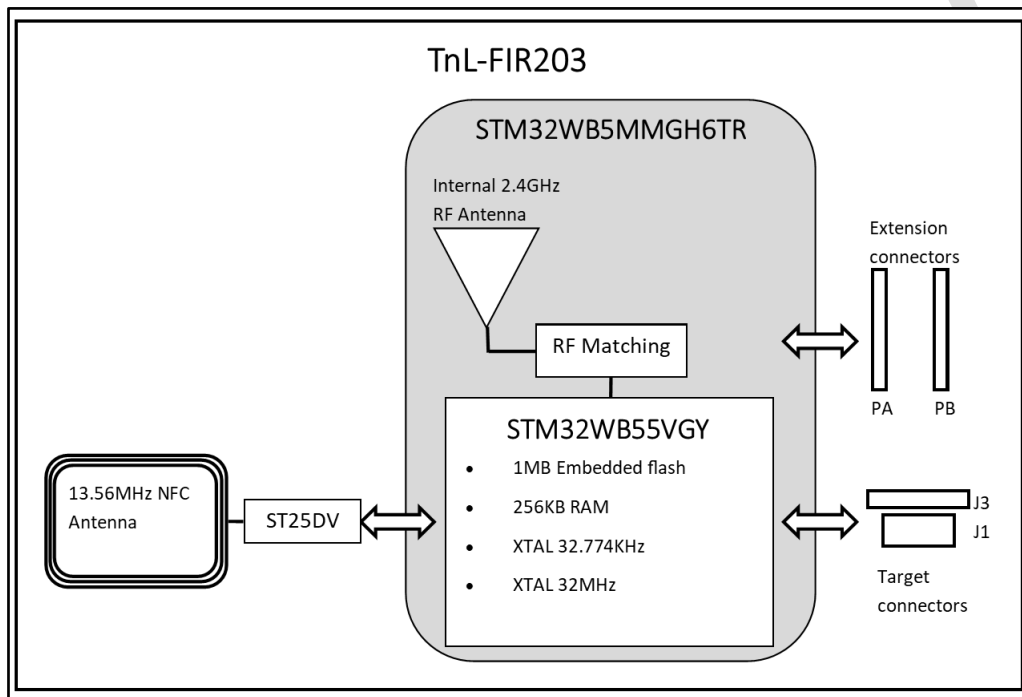 TnL-FIR203
STM32WB5MMGH6TR
Internal 2.4GHz
RF Antenna
RF Matching
Extension
connectors
PA PB
STM32WB55VGY
• 1MB Embedded flash
• 256KB RAM
• XTAL 32.774KHz
• XTAL 32MHz
13.56MHz NFC
Antenna
ST25DV
J3
J1
Target
connectors